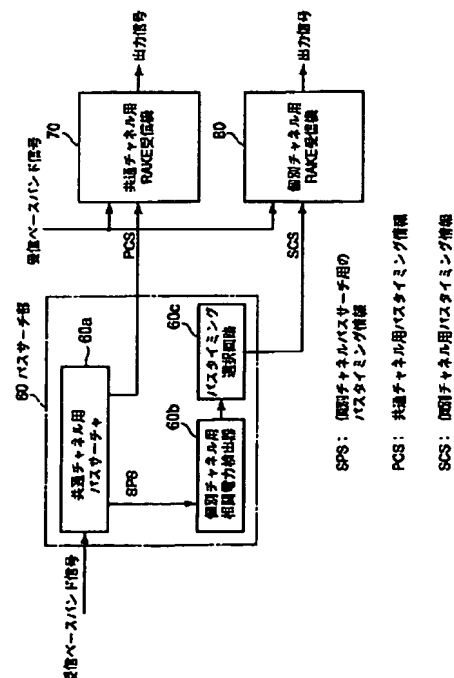 受信ベースバンド信号
60 パスサーチ部
60a
共通チャネル用
パスサーチャ
SPS
60b
個別チャネル用
相関電力検出器
60c
パスタイミング
選択回路
受信ベースバンド信号
PCS
SCS
70
共通チャネル用
RAKE受信機
出力信号
80
個別チャネル用
RAKE受信機
出力信号
SPS： 個別チャネルパスサーチ用の
パスタイミング情報
PCS： 共通チャネル用パスタイミング情報
SCS： 個別チャネル用パスタイミング情報